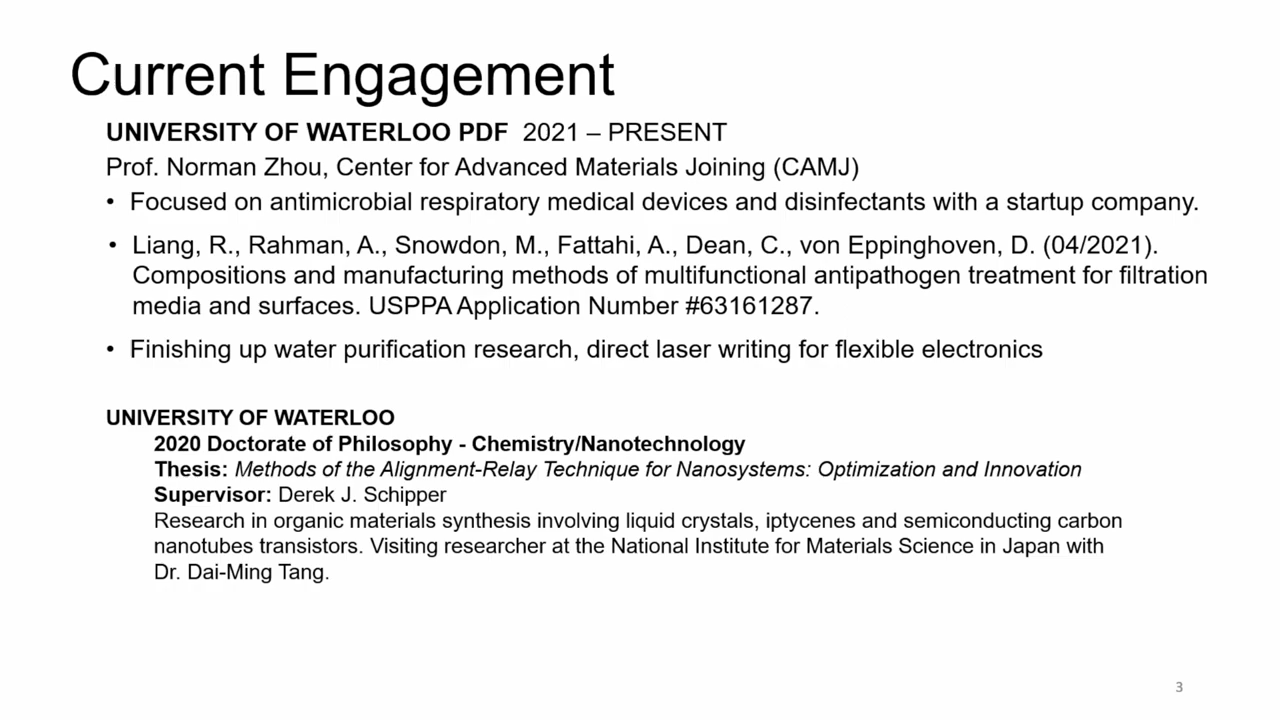 Current Engagement
UNIVERSITY OF WATERLOO PDF 2021 – PRESENT
Prof. Norman Zhou, Center for Advanced Materials Joining (CAMJ)
• Focused on antimicrobial respiratory medical devices and disinfectants with a startup company.
• Liang, R., Rahman, A., Snowdon, M., Fattahi, A., Dean, C., von Eppinghoven, D. (04/2021).
Compositions and manufacturing methods of multifunctional antipathogen treatment for filtration
media and surfaces. USPPA Application Number #63161287.
• Finishing up water purification research, direct laser writing for flexible electronics
UNIVERSITY OF WATERLOO
2020 Doctorate of Philosophy - Chemistry/Nanotechnology
Thesis: Methods of the Alignment-Relay Technique for Nanosystems: Optimization and Innovation
Supervisor: Derek J. Schipper
Research in organic materials synthesis involving liquid crystals, iptycenes and semiconducting carbon
nanotubes transistors. Visiting researcher at the National Institute for Materials Science in Japan with
Dr. Dai-Ming Tang.
3